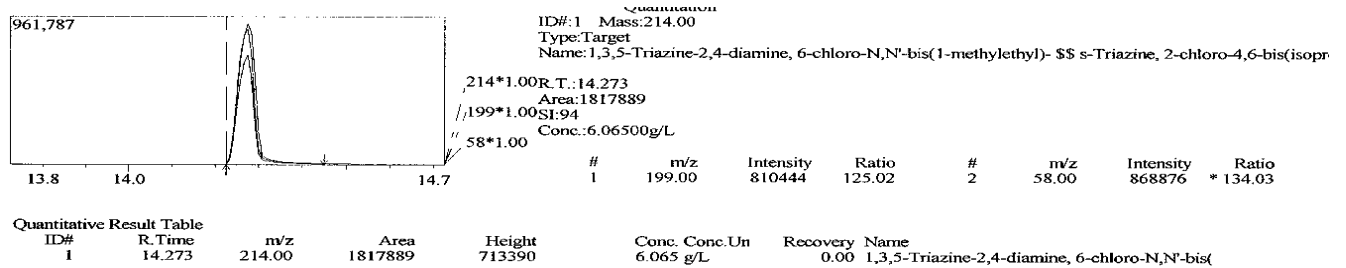 Quantitation
961,787
ID#:1 Mass:214.00
Type:Target
Name:1,3,5-Triazine-2,4-diamine, 6-chloro-N,N'-bis(1-methylethyl)- $$ s-Triazine, 2-chloro-4,6-bis(isopr
214*1.00
R.T.:14.273
Area:1817889
199*1.00
SI:94
Conc.:6.06500g/L
58*1.00
# m/z Intensity Ratio # m/z Intensity Ratio
1 199.00 810444 125.02 2 58.00 868876 * 134.03
13.8 14.0 14.7
Quantitative Result Table
ID# R.Time m/z Area Height Conc. Conc.Un Recovery Name
1 14.273 214.00 1817889 713390 6.065 g/L 0.00 1,3,5-Triazine-2,4-diamine, 6-chloro-N,N'-bis(